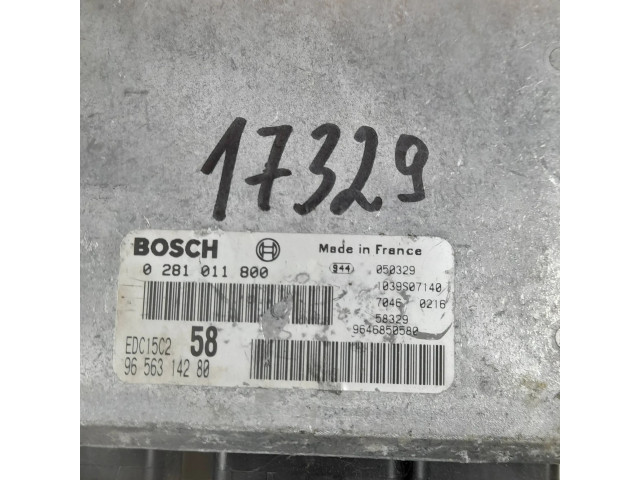 17329
BOSCH Made in France
0 281 011 800 944 050329
1039S07140
7046 0216
58329
9646850580
EDC15C2 58
96 563 142 80